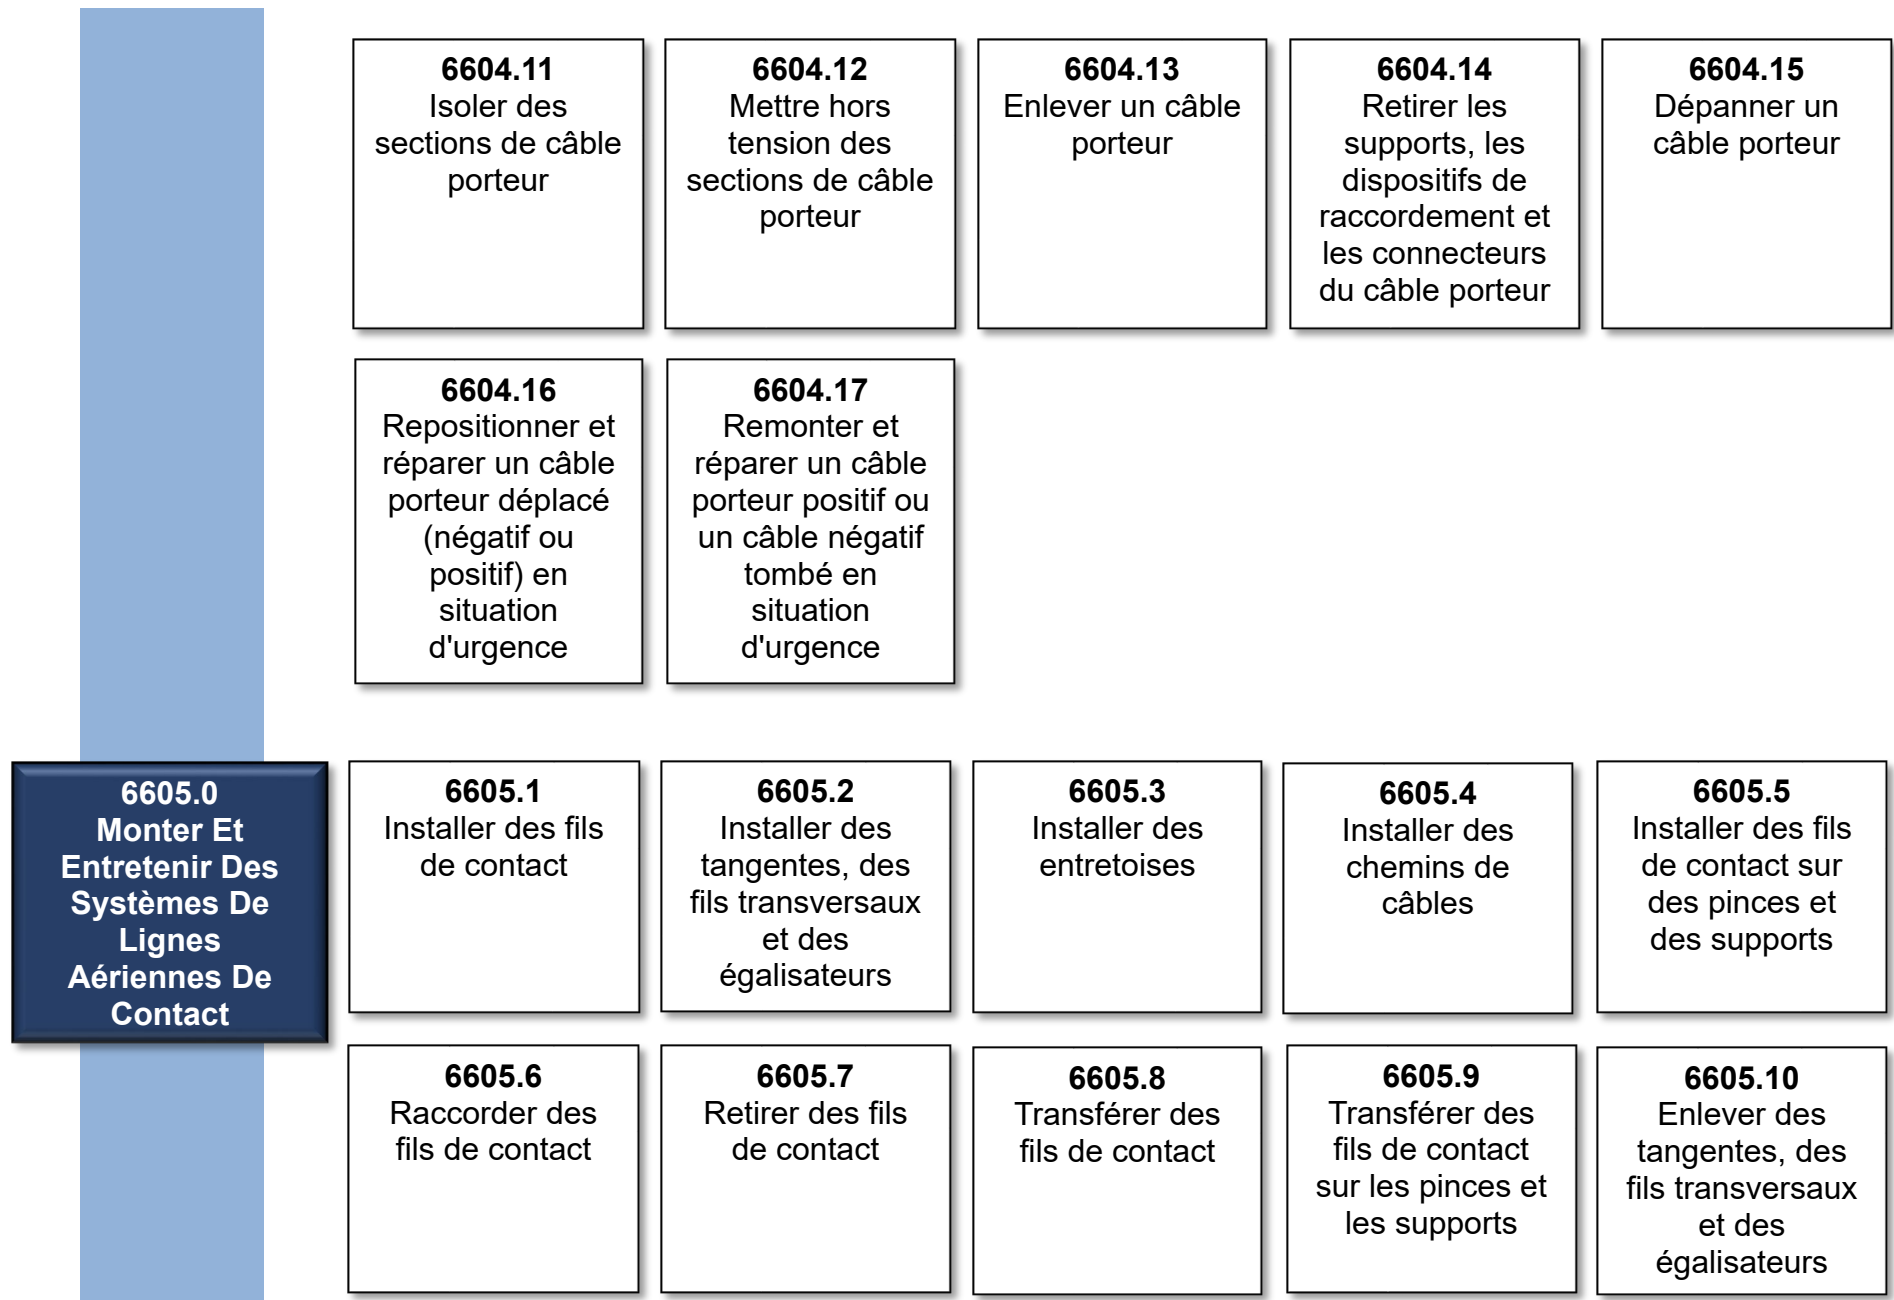 6604.11
Isoler des
sections de câble
porteur
6604.12
Mettre hors
tension des
sections de câble
porteur
6604.13
Enlever un câble
porteur
6604.14
Retirer les
supports, les
dispositifs de
raccordement et
les connecteurs
du câble porteur
6604.15
Dépanner un
câble porteur
6604.16
Repositionner et
réparer un câble
porteur déplacé
(négatif ou
positif) en
situation
d'urgence
6604.17
Remonter et
réparer un câble
porteur positif ou
un câble négatif
tombé en
situation
d'urgence
6605.0
Monter Et
Entretenir Des
Systèmes De
Lignes
Aériennes De
Contact
6605.1
Installer des fils
de contact
6605.2
Installer des
tangentes, des
fils transversaux
et des
égalisateurs
6605.3
Installer des
entretoises
6605.4
Installer des
chemins de
câbles
6605.5
Installer des fils
de contact sur
des pinces et
des supports
6605.6
Raccorder des
fils de contact
6605.7
Retirer des fils
de contact
6605.8
Transférer des
fils de contact
6605.9
Transférer des
fils de contact
sur les pinces et
les supports
6605.10
Enlever des
tangentes, des
fils transversaux
et des
égalisateurs